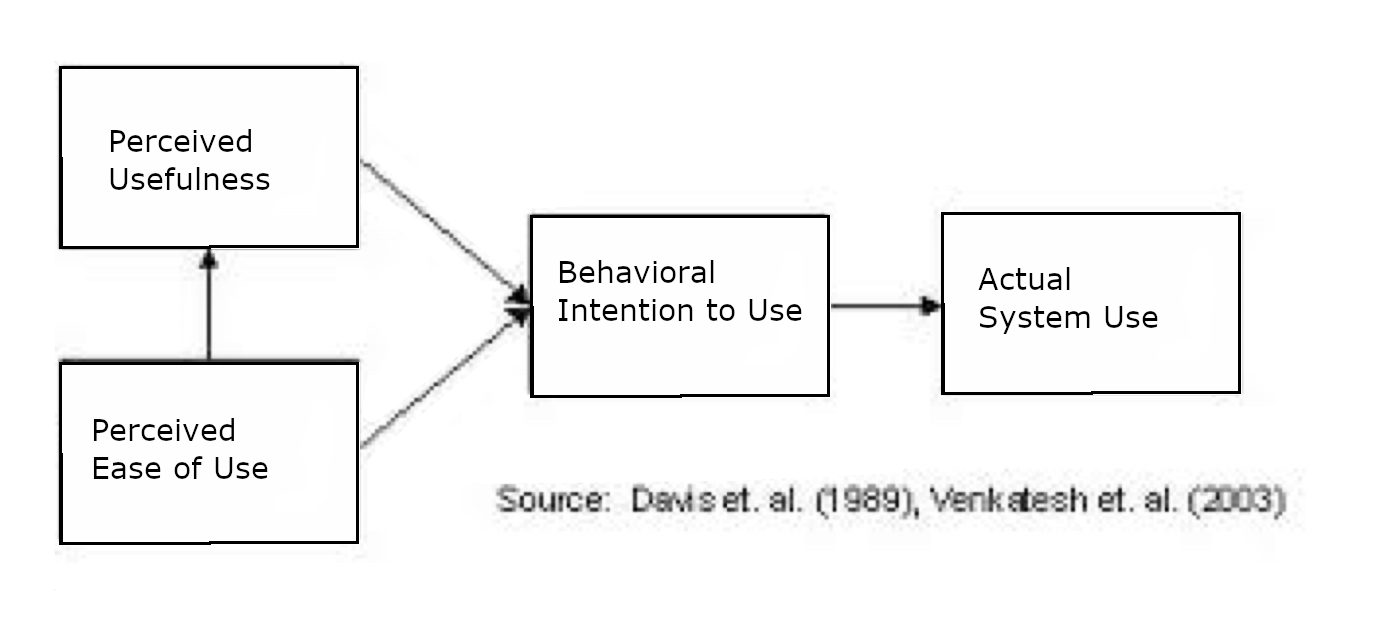 Perceived
Usefulness
Behavioral
Intention to Use
Actual
System Use
Perceived
Ease of Use
Source: Davis et. al. (1989), Venkatesh et. al. (2003)